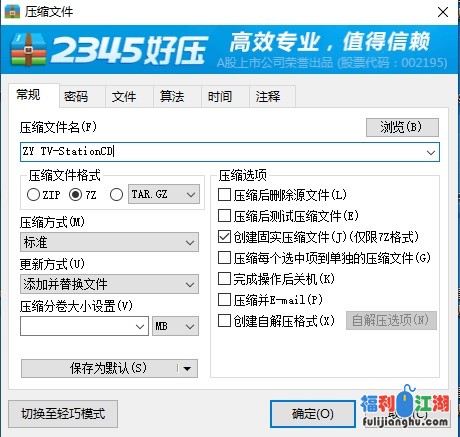 压缩文件
2345好压
高效专业，值得信赖
A股上市公司荣誉出品 (股票代码：002195)
常规 密码 文件 算法 时间 注释
压缩文件名(F)
浏览(B)
ZY TV-StationCD
压缩文件格式
ZIP 7Z TAR.GZ
压缩方式(M)
标准
更新方式(U)
添加并替换文件
压缩分卷大小设置(V)
MB
保存为默认(S)
压缩选项
压缩后删除源文件(L)
压缩后测试压缩文件(E)
创建固实压缩文件(J)(仅限7Z格式)
压缩每个选中项到单独的压缩文件(G)
完成操作后关机(K)
压缩并E-mail(P)
创建自解压格式(X) 自解压选项(N)
切换至轻巧模式
确定(O)
福利江湖
fulijianghu.com